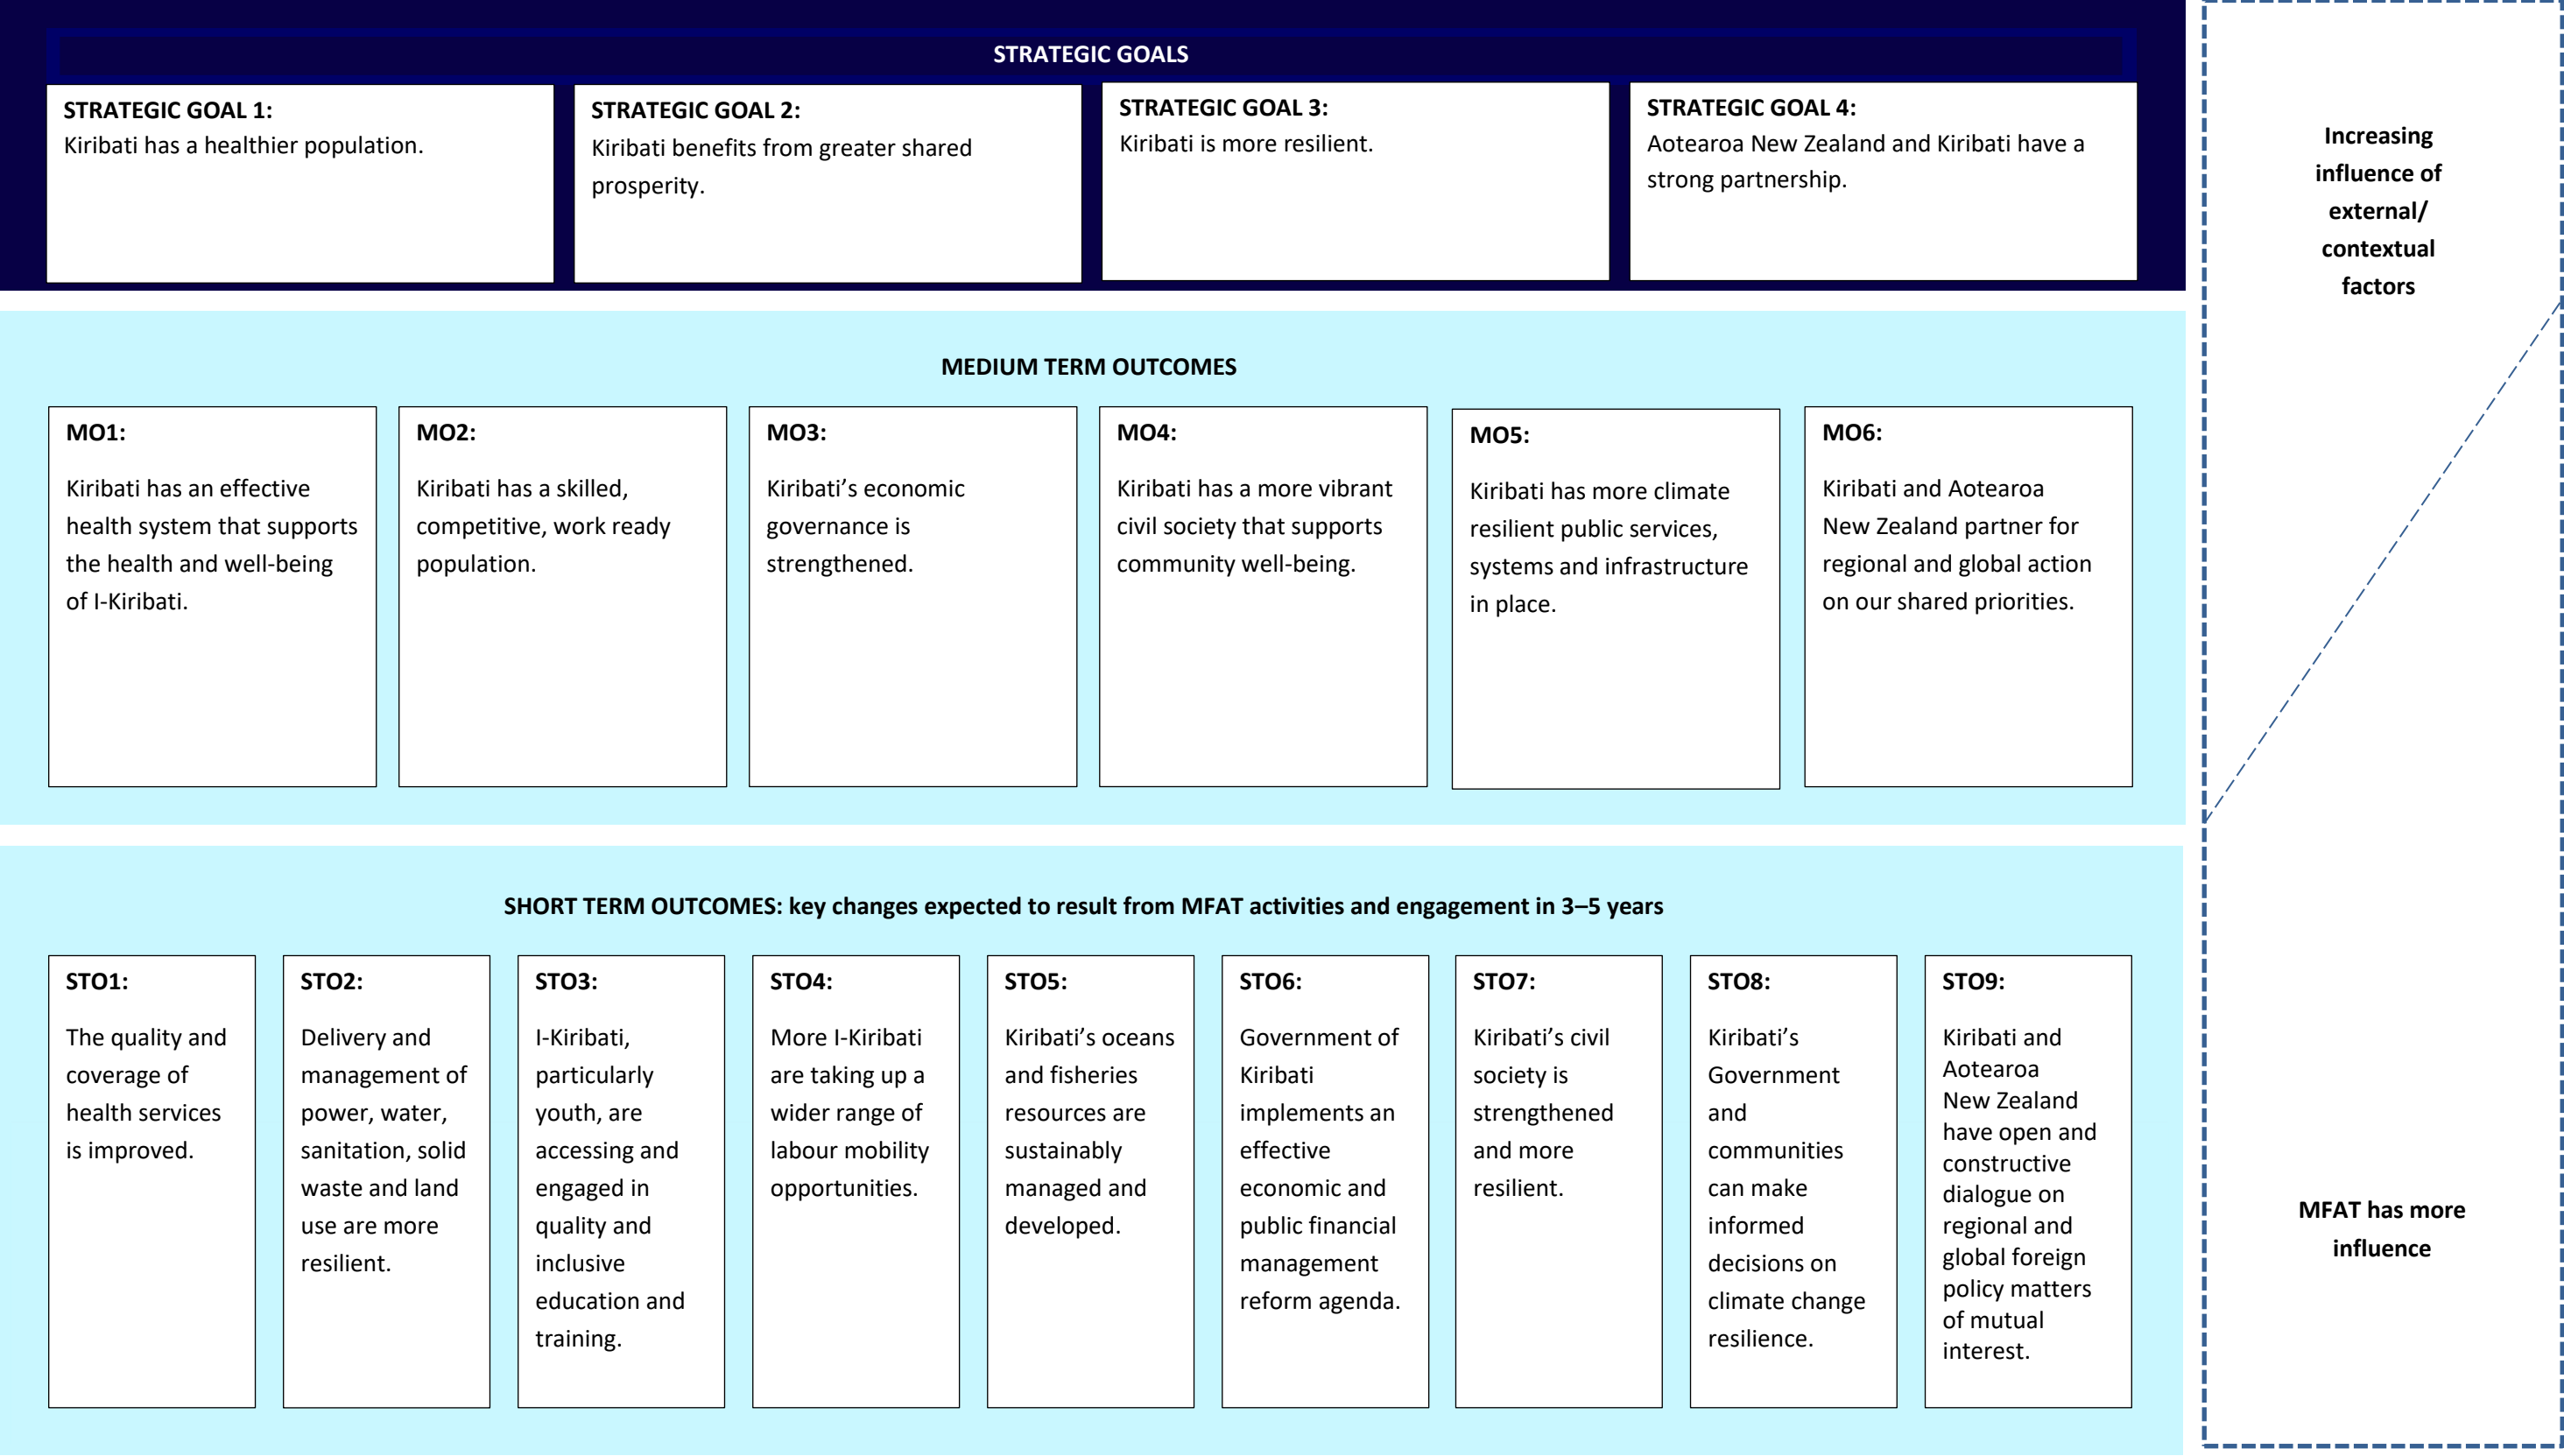 STRATEGIC GOALS
STRATEGIC GOAL 1:
Kiribati has a healthier population.
STRATEGIC GOAL 2:
Kiribati benefits from greater shared
prosperity.
STRATEGIC GOAL 3:
Kiribati is more resilient.
STRATEGIC GOAL 4:
Aotearoa New Zealand and Kiribati have a
strong partnership.
Increasing
influence of
external/
contextual
factors
MEDIUM TERM OUTCOMES
MO1:
Kiribati has an effective
health system that supports
the health and well-being
of I-Kiribati.
MO2:
Kiribati has a skilled,
competitive, work ready
population.
MO3:
Kiribati’s economic
governance is
strengthened.
MO4:
Kiribati has a more vibrant
civil society that supports
community well-being.
MO5:
Kiribati has more climate
resilient public services,
systems and infrastructure
in place.
MO6:
Kiribati and Aotearoa
New Zealand partner for
regional and global action
on our shared priorities.
SHORT TERM OUTCOMES: key changes expected to result from MFAT activities and engagement in 3–5 years
STO1:
The quality and
coverage of
health services
is improved.
STO2:
Delivery and
management of
power, water,
sanitation, solid
waste and land
use are more
resilient.
STO3:
I-Kiribati,
particularly
youth, are
accessing and
engaged in
quality and
inclusive
education and
training.
STO4:
More I-Kiribati
are taking up a
wider range of
labour mobility
opportunities.
STO5:
Kiribati’s oceans
and fisheries
resources are
sustainably
managed and
developed.
STO6:
Government of
Kiribati
implements an
effective
economic and
public financial
management
reform agenda.
STO7:
Kiribati’s civil
society is
strengthened
and more
resilient.
STO8:
Kiribati’s
Government
and
communities
can make
informed
decisions on
climate change
resilience.
STO9:
Kiribati and
Aotearoa
New Zealand
have open and
constructive
dialogue on
regional and
global foreign
policy matters
of mutual
interest.
MFAT has more
influence